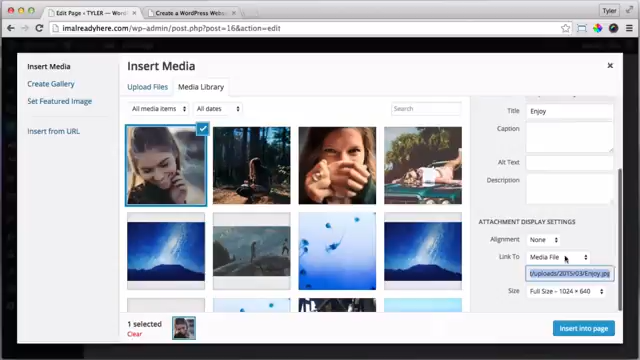 Edit Page ‹ TYLER — Word
Create a WordPress Websi
Tyler
imalreadyhere.com/wp-admin/post.php?post=16&action=edit
Insert Media
Create Gallery
Set Featured Image
Insert from URL
Insert Media
Upload Files
Media Library
All media items
All dates
Search
Title
Enjoy
Caption
Alt Text
Description
ATTACHMENT DISPLAY SETTINGS
Alignment
None
Link To
Media File
t/uploads/2015/03/Enjoy.jpg
Size
Full Size – 1024 × 640
1 selected
Clear
Insert into page